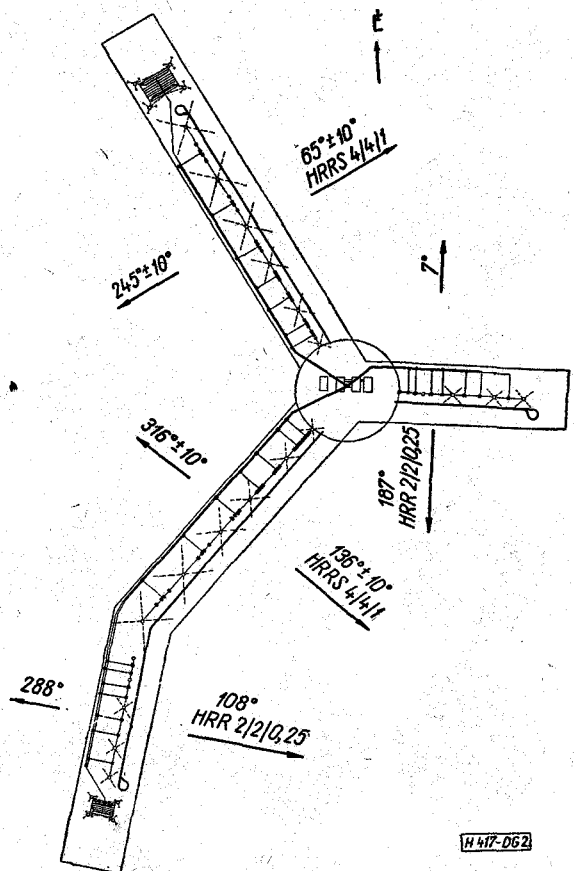 É
65°±10°
HRRS 4/4/1
245°±10°
7°
316°±10°
187°
HRR 2/2/0,25
136°±10°
HRRS 4/4/1
288°
108°
HRR 2/2/0,25
H 417-DG2